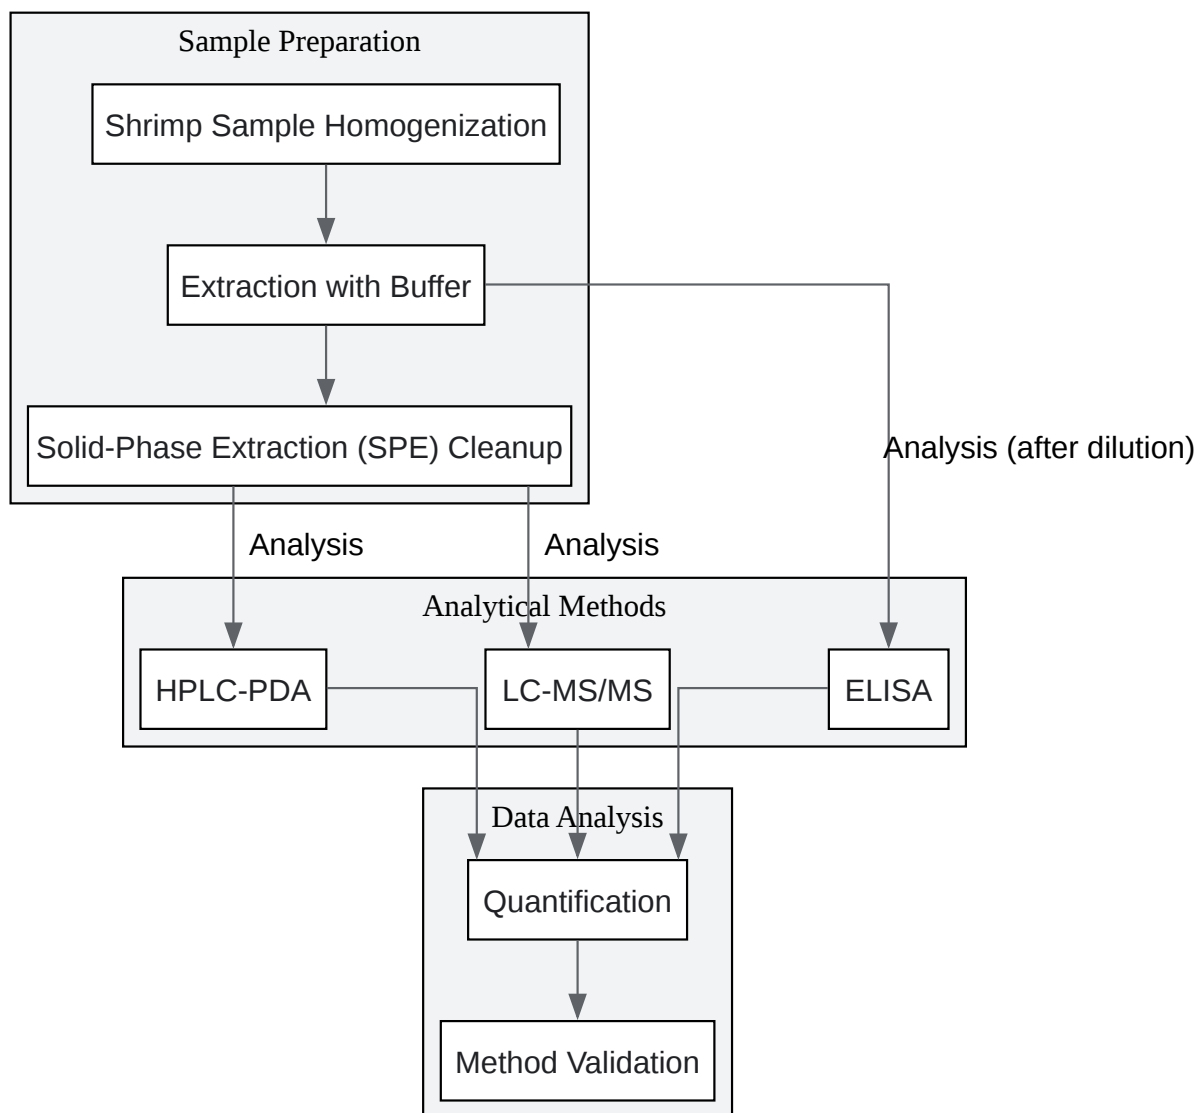 Sample Preparation
Shrimp Sample Homogenization
Extraction with Buffer
Solid-Phase Extraction (SPE) Cleanup
Analysis (after dilution)
Analysis
Analysis
Analytical Methods
HPLC-PDA
LC-MS/MS
ELISA
Data Analysis
Quantification
Method Validation